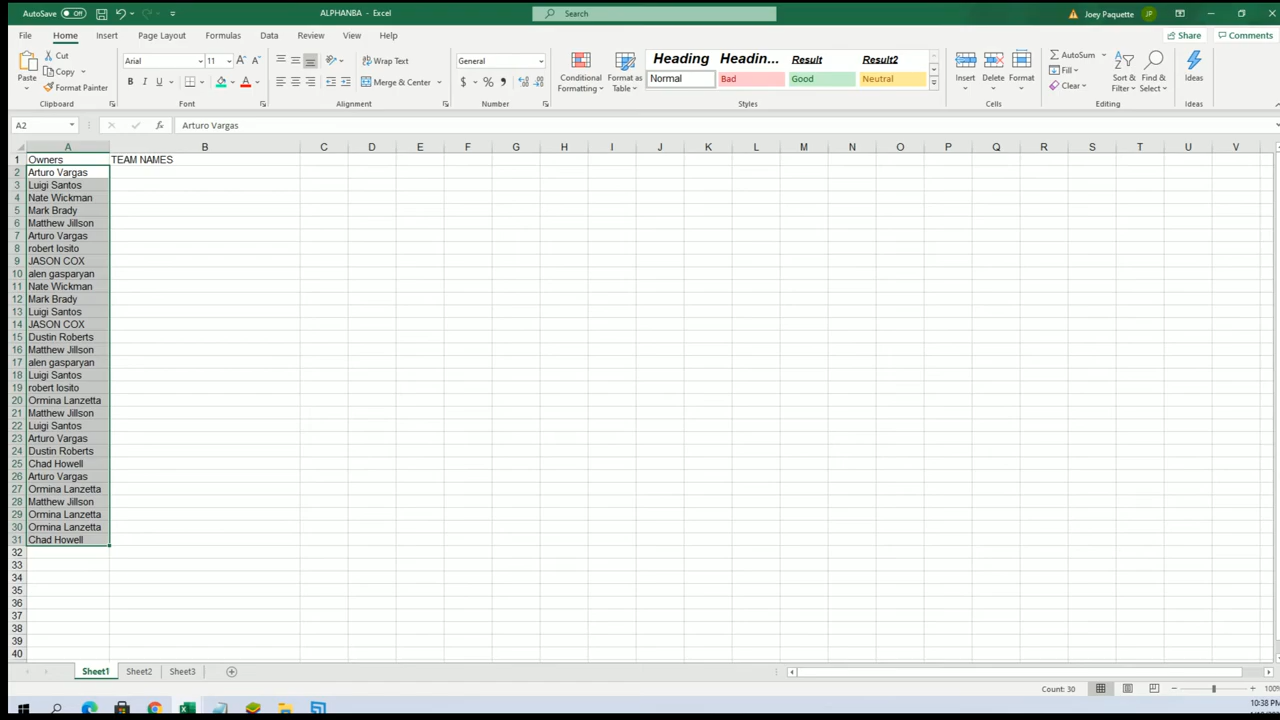 AutoSave Off ALPHANBA - Excel Search Joey Paquette JP
File Home Insert Page Layout Formulas Data Review View Help Share Comments
Paste Cut Copy Format Painter Clipboard
Arial 11 A A B I U A Font
Wrap Text Merge & Center Alignment
General $ % , Number
Conditional Formatting Format as Table
Heading Headin... Result Result2
Normal Bad Good Neutral
Styles
Insert Delete Format Cells
AutoSum Fill Clear Sort & Filter Find & Select Editing
Ideas Ideas
A2 fx Arturo Vargas
A B C D E F G H I J K L M N O P Q R S T U V
1 Owners TEAM NAMES
2 Arturo Vargas
3 Luigi Santos
4 Nate Wickman
5 Mark Brady
6 Matthew Jillson
7 Arturo Vargas
8 robert losito
9 JASON COX
10 alen gasparyan
11 Nate Wickman
12 Mark Brady
13 Luigi Santos
14 JASON COX
15 Dustin Roberts
16 Matthew Jillson
17 alen gasparyan
18 Luigi Santos
19 robert losito
20 Ormina Lanzetta
21 Matthew Jillson
22 Luigi Santos
23 Arturo Vargas
24 Dustin Roberts
25 Chad Howell
26 Arturo Vargas
27 Ormina Lanzetta
28 Matthew Jillson
29 Ormina Lanzetta
30 Ormina Lanzetta
31 Chad Howell
32
33
34
35
36
37
38
39
40
Sheet1 Sheet2 Sheet3
Count: 30 100%
10:38 PM